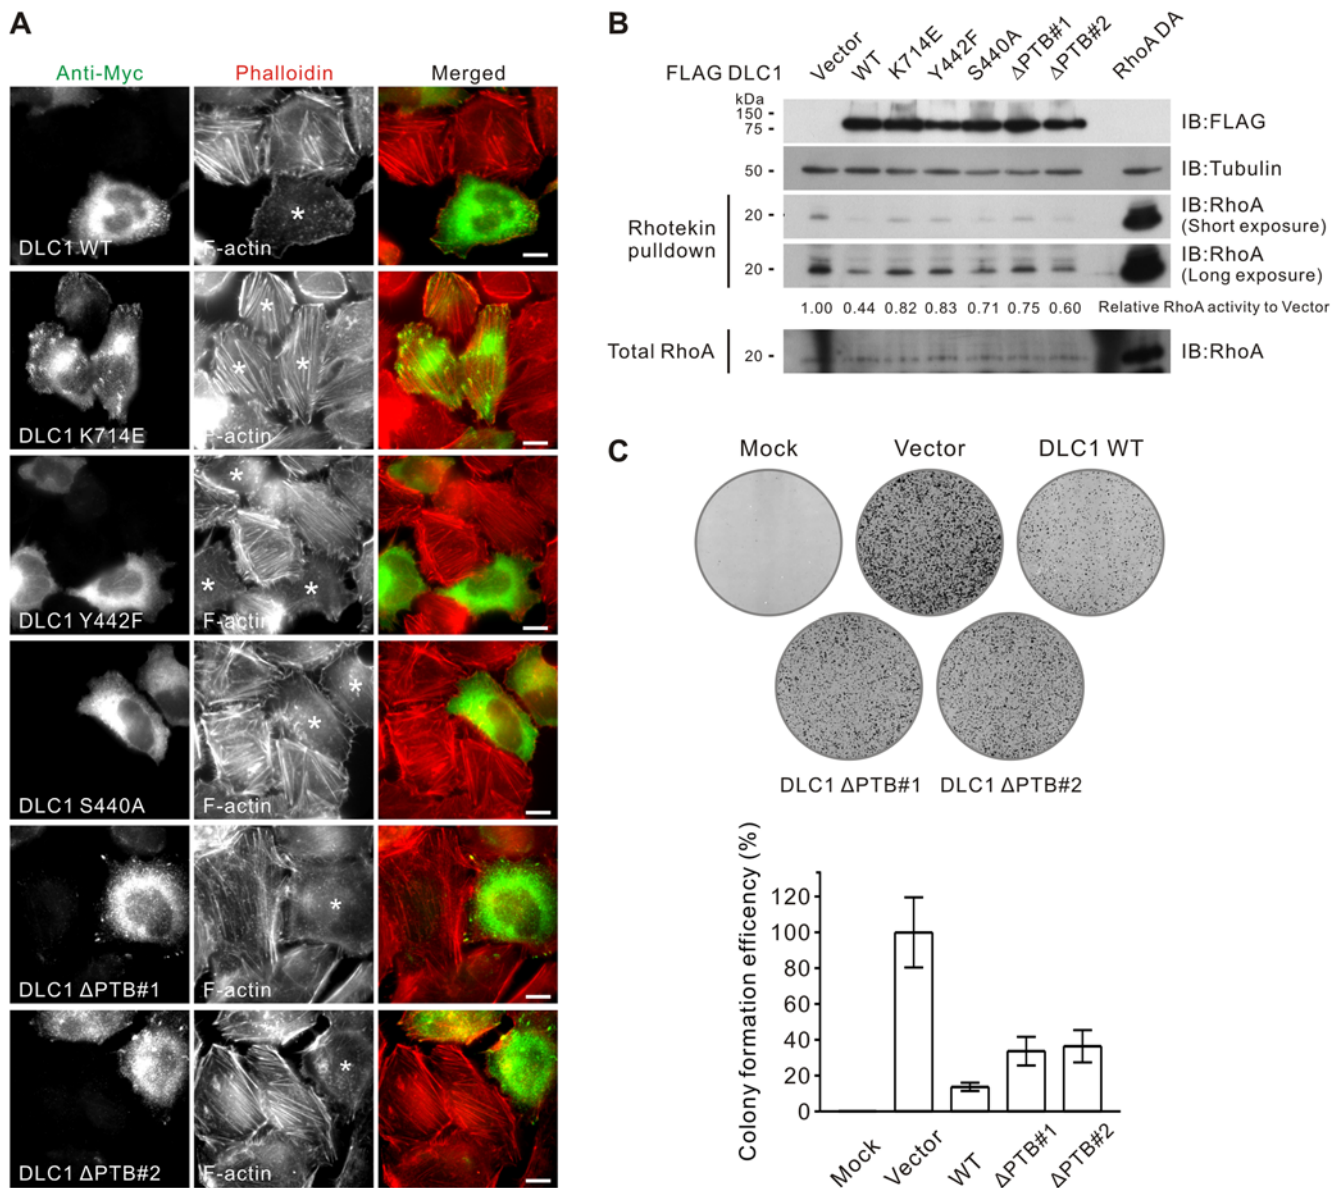 A
Anti-Myc Phalloidin Merged
DLC1 WT F-actin
DLC1 K714E F-actin
DLC1 Y442F F-actin
DLC1 S440A F-actin
DLC1 ΔPTB#1 F-actin
DLC1 ΔPTB#2 F-actin
B
FLAG DLC1 Vector WT K714E Y442F S440A ΔPTB#1 ΔPTB#2 RhoA DA
kDa
150
75
IB:FLAG
50 IB:Tubulin
Rhotekin
pulldown
20 IB:RhoA
(Short exposure)
20 IB:RhoA
(Long exposure)
1.00 0.44 0.82 0.83 0.71 0.75 0.60 Relative RhoA activity to Vector
Total RhoA 20 IB:RhoA
C
Mock Vector DLC1 WT
DLC1 ΔPTB#1 DLC1 ΔPTB#2
Colony formation efficency (%)
120
100
80
60
40
20
0
Mock Vector WT ΔPTB#1 ΔPTB#2